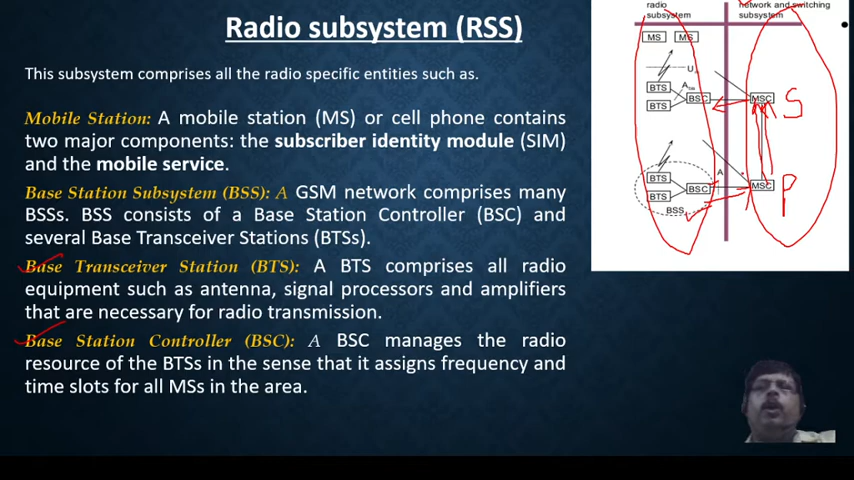 Radio subsystem (RSS)
This subsystem comprises all the radio specific entities such as.
Mobile Station: A mobile station (MS) or cell phone contains
two major components: the subscriber identity module (SIM)
and the mobile service.
Base Station Subsystem (BSS): A GSM network comprises many
BSSs. BSS consists of a Base Station Controller (BSC) and
several Base Transceiver Stations (BTSs).
Base Transceiver Station (BTS): A BTS comprises all radio
equipment such as antenna, signal processors and amplifiers
that are necessary for radio transmission.
Base Station Controller (BSC): A BSC manages the radio
resource of the BTSs in the sense that it assigns frequency and
time slots for all MSs in the area.
radio
subsystem
network and switching
subsystem
MS MS
BTS
BTS
BSC
MSC
S
BTS
BTS
BSC
A
MSC
P
BSS